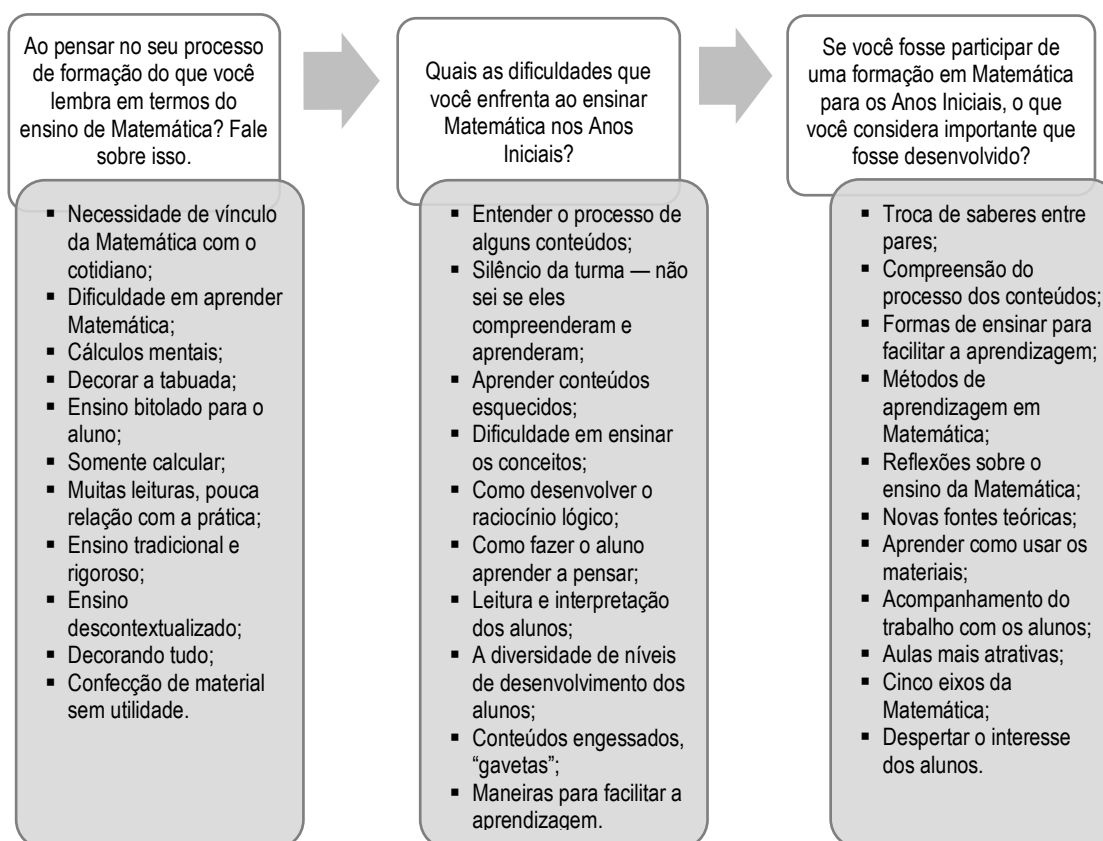 Ao pensar no seu processo
de formação do que você
lembra em termos do
ensino de Matemática? Fale
sobre isso.
▪ Necessidade de vínculo
da Matemática com o
cotidiano;
▪ Dificuldade em aprender
Matemática;
▪ Cálculos mentais;
▪ Decorar a tabuada;
▪ Ensino bitolado para o
aluno;
▪ Somente calcular;
▪ Muitas leituras, pouca
relação com a prática;
▪ Ensino tradicional e
rigoroso;
▪ Ensino
descontextualizado;
▪ Decorando tudo;
▪ Confecção de material
sem utilidade.
Quais as dificuldades que
você enfrenta ao ensinar
Matemática nos Anos
Iniciais?
▪ Entender o processo de
alguns conteúdos;
▪ Silêncio da turma — não
sei se eles
compreenderam e
aprenderam;
▪ Aprender conteúdos
esquecidos;
▪ Dificuldade em ensinar
os conceitos;
▪ Como desenvolver o
raciocínio lógico;
▪ Como fazer o aluno
aprender a pensar;
▪ Leitura e interpretação
dos alunos;
▪ A diversidade de níveis
de desenvolvimento dos
alunos;
▪ Conteúdos engessados,
“gavetas”;
▪ Maneiras para facilitar a
aprendizagem.
Se você fosse participar de
uma formação em Matemática
para os Anos Iniciais, o que
você considera importante que
fosse desenvolvido?
▪ Troca de saberes entre
pares;
▪ Compreensão do
processo dos conteúdos;
▪ Formas de ensinar para
facilitar a aprendizagem;
▪ Métodos de
aprendizagem em
Matemática;
▪ Reflexões sobre o
ensino da Matemática;
▪ Novas fontes teóricas;
▪ Aprender como usar os
materiais;
▪ Acompanhamento do
trabalho com os alunos;
▪ Aulas mais atrativas;
▪ Cinco eixos da
Matemática;
▪ Despertar o interesse
dos alunos.